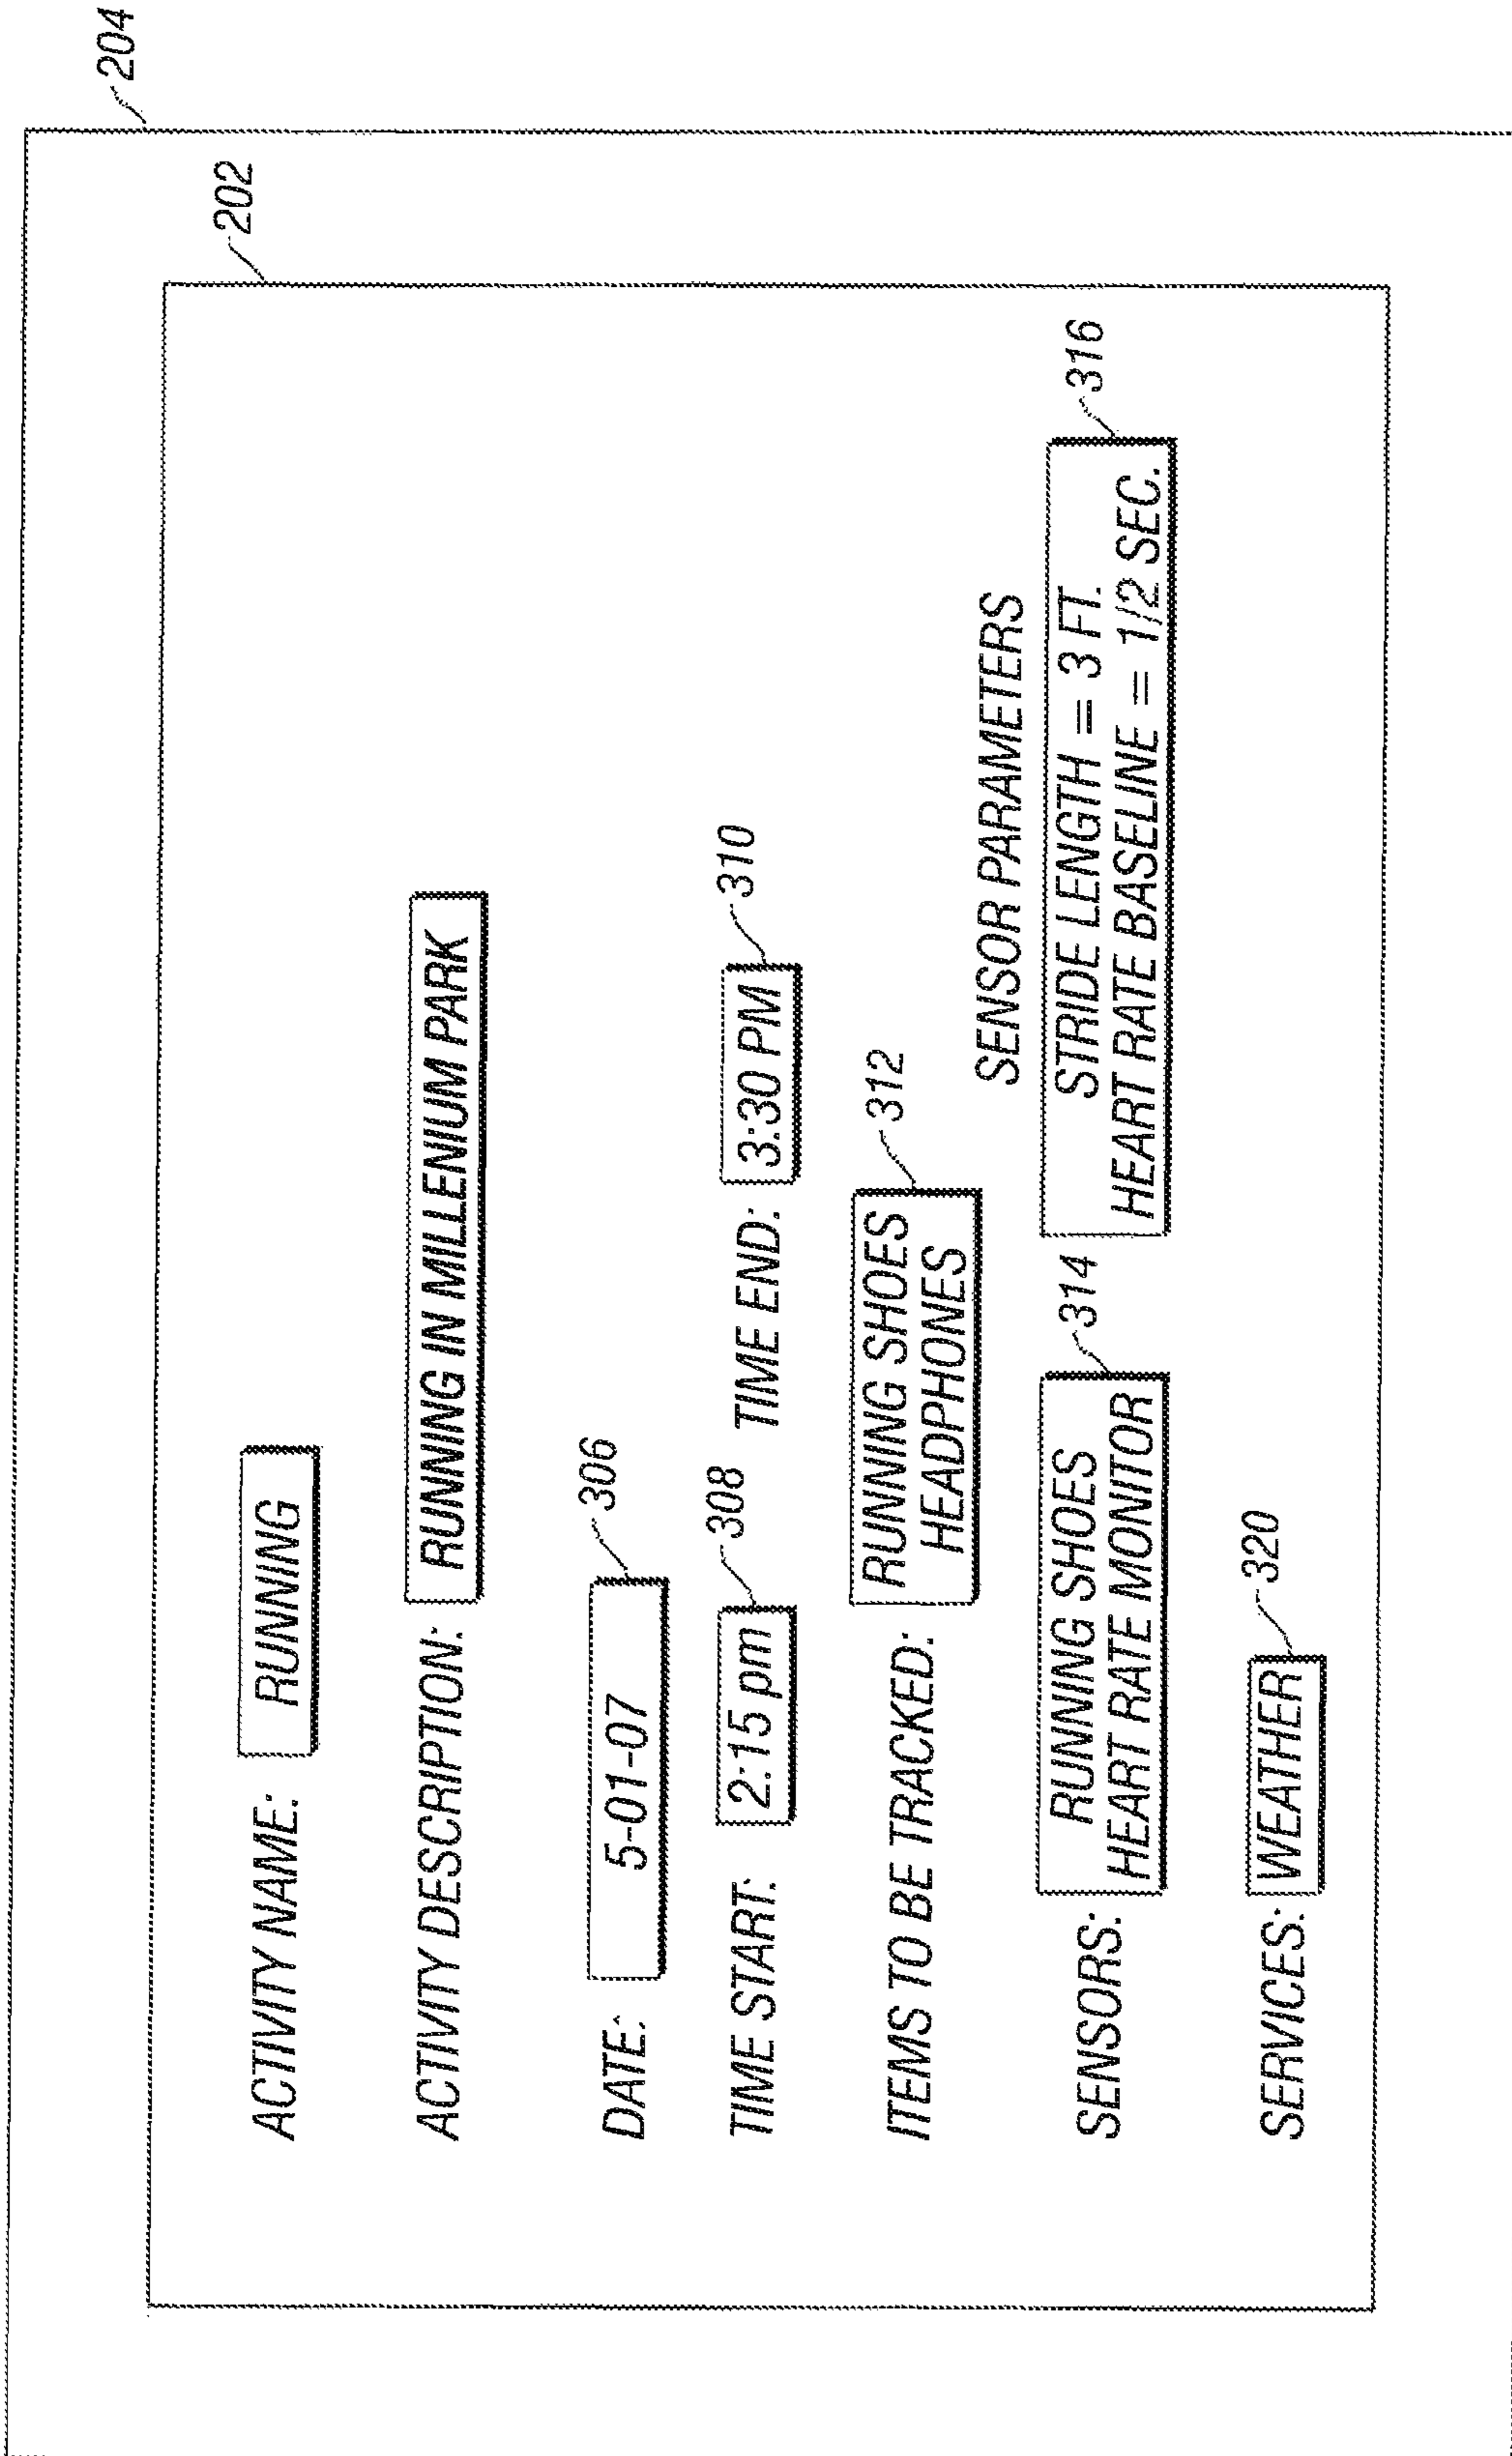 204
202
ACTIVITY NAME: RUNNING
ACTIVITY DESCRIPTION: RUNNING IN MILLENIUM PARK
DATE: 5-01-07 306
TIME START: 2:15 pm 308 TIME END: 3:30 PM 310
ITEMS TO BE TRACKED: RUNNING SHOES 312
HEADPHONES
SENSOR PARAMETERS
SENSORS: RUNNING SHOES 314 STRIDE LENGTH = 3 FT. 316
HEART RATE MONITOR HEART RATE BASELINE = 1/2 SEC.
SERVICES: WEATHER 320